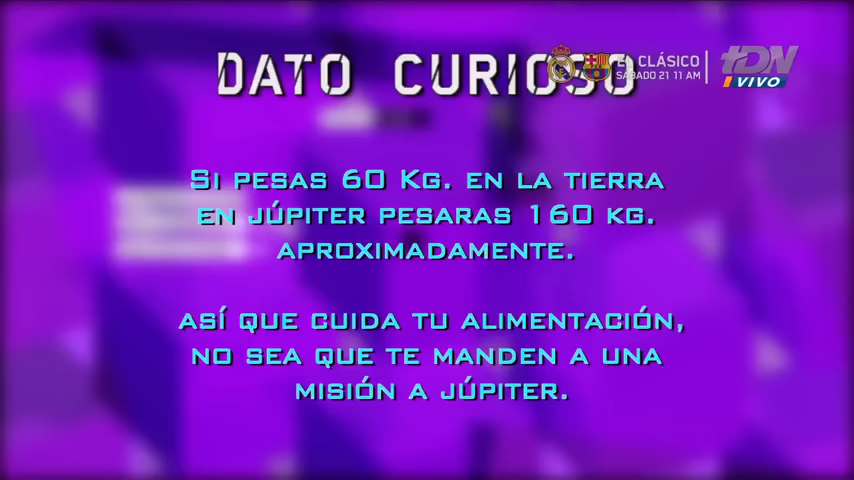 DATO CURIOSO
EL CLÁSICO
SÁBADO 21 11 AM
TDN
VIVO
SI PESAS 60 KG. EN LA TIERRA
EN JÚPITER PESARAS 160 KG.
APROXIMADAMENTE.
ASÍ QUE CUIDA TU ALIMENTACIÓN,
NO SEA QUE TE MANDEN A UNA
MISIÓN A JÚPITER.